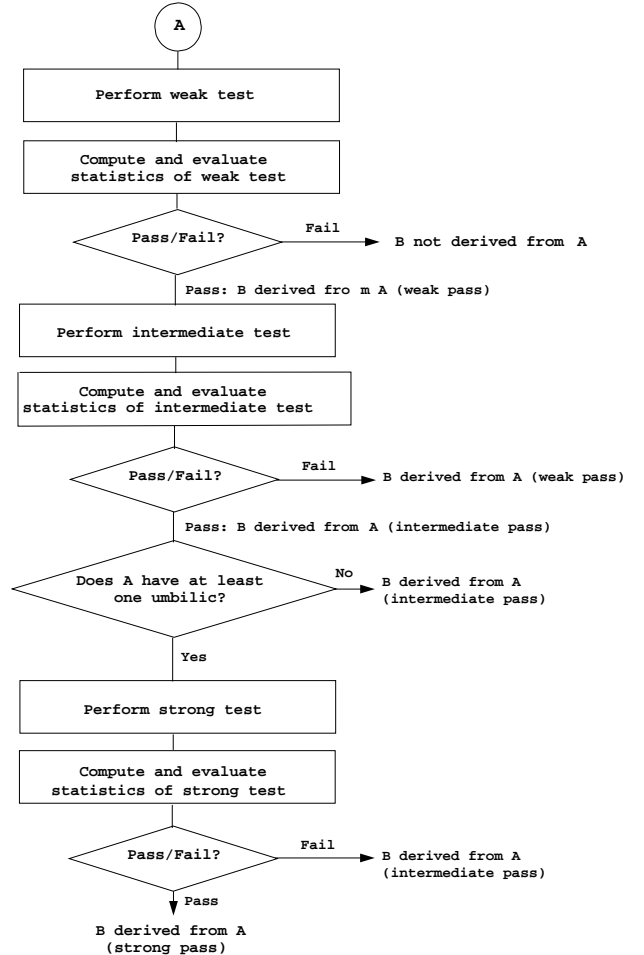 A
Perform weak test
Compute and evaluate
statistics of weak test
Pass/Fail?
Fail
B not derived from A
Pass: B derived fro m A (weak pass)
Perform intermediate test
Compute and evaluate
statistics of intermediate test
Pass/Fail?
Fail
B derived from A (weak pass)
Pass: B derived from A (intermediate pass)
Does A have at least
one umbilic?
No
B derived from A
(intermediate pass)
Yes
Perform strong test
Compute and evaluate
statistics of strong test
Pass/Fail?
Fail
B derived from A
(intermediate pass)
Pass
B derived from A
(strong pass)